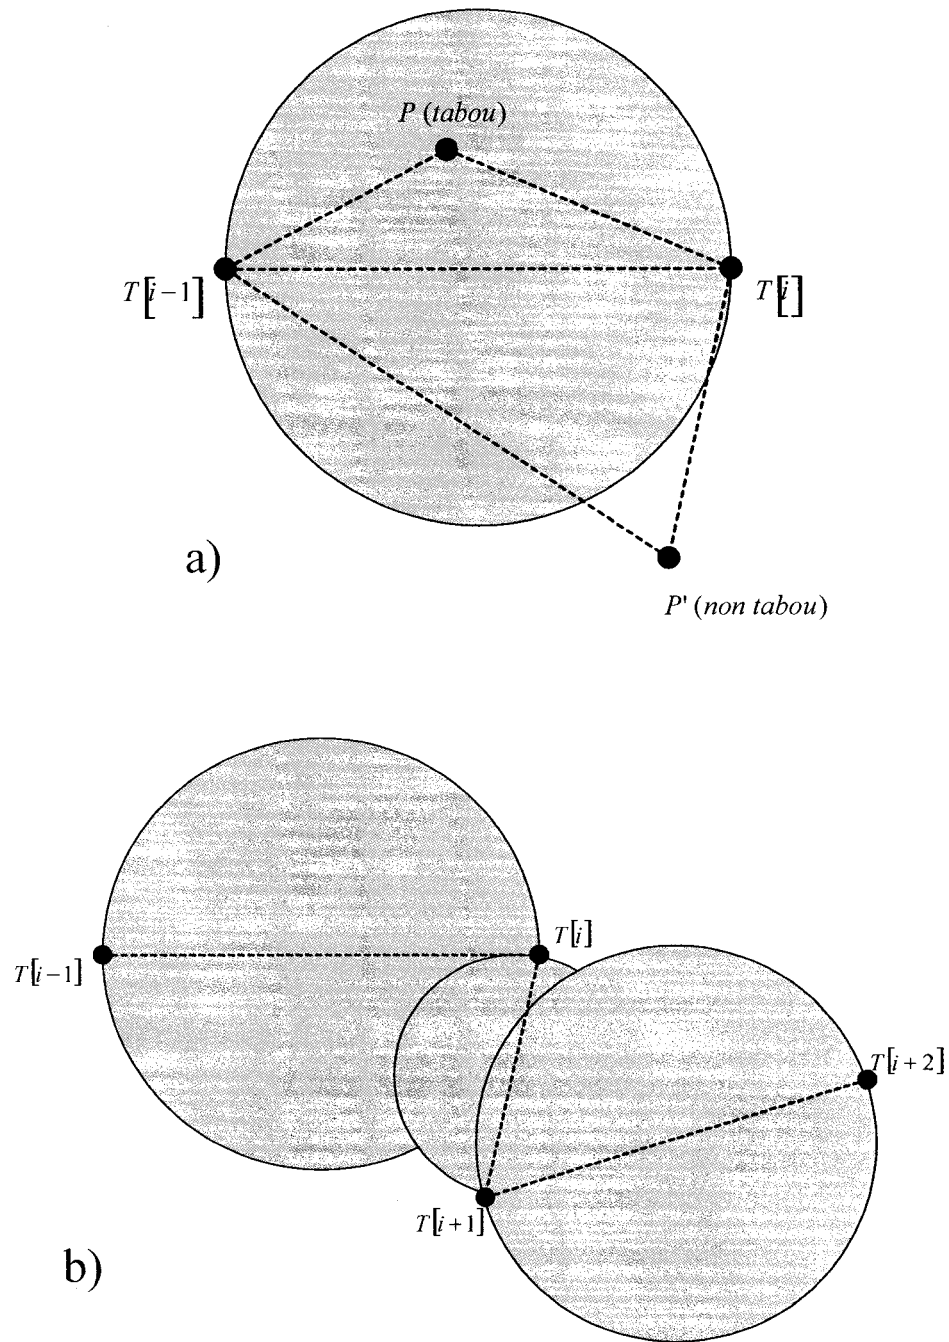 P (tabou)
T[i-1]
T[i]
a)
P' (non tabou)
T[i]
T[i-1]
T[i+2]
T[i+1]
b)